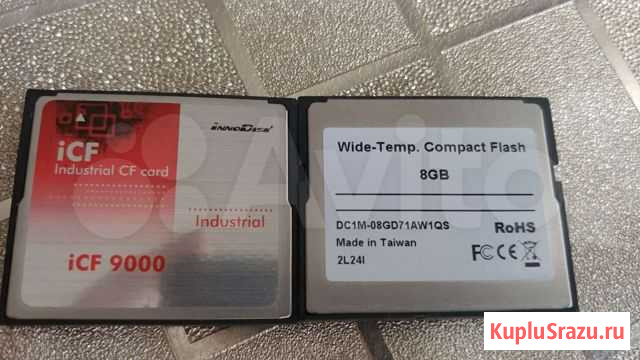 iCF
Industrial CF card
InnoDisk
Industrial
iCF 9000
Wide-Temp. Compact Flash
8GB
DC1M-08GD71AW1QS
Made in Taiwan
2L24I
RoHS
FC CE
Avito
KupluSrazu.ru